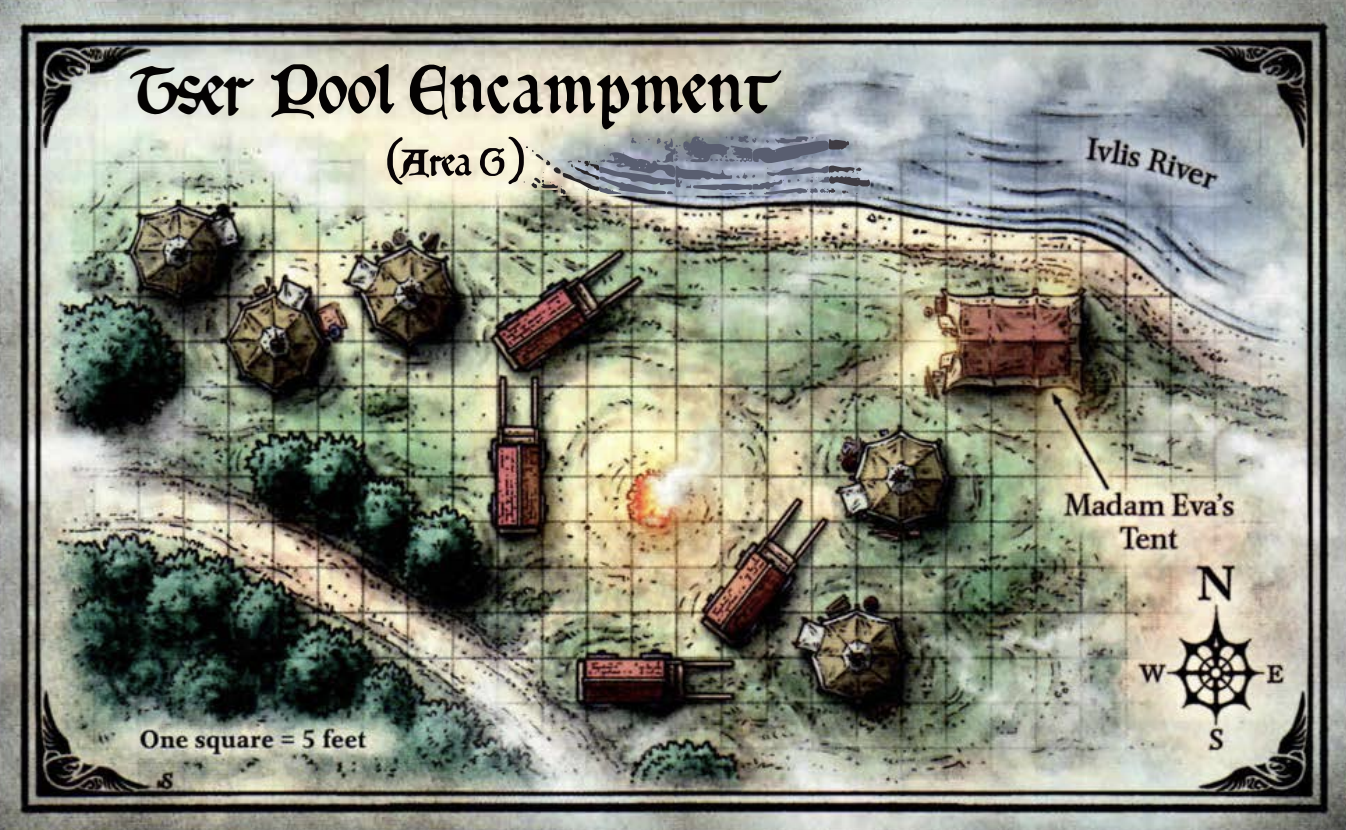 Tser Pool Encampment
(Area G)
Ivlis River
Madam Eva's
Tent
N
W
E
S
One square = 5 feet